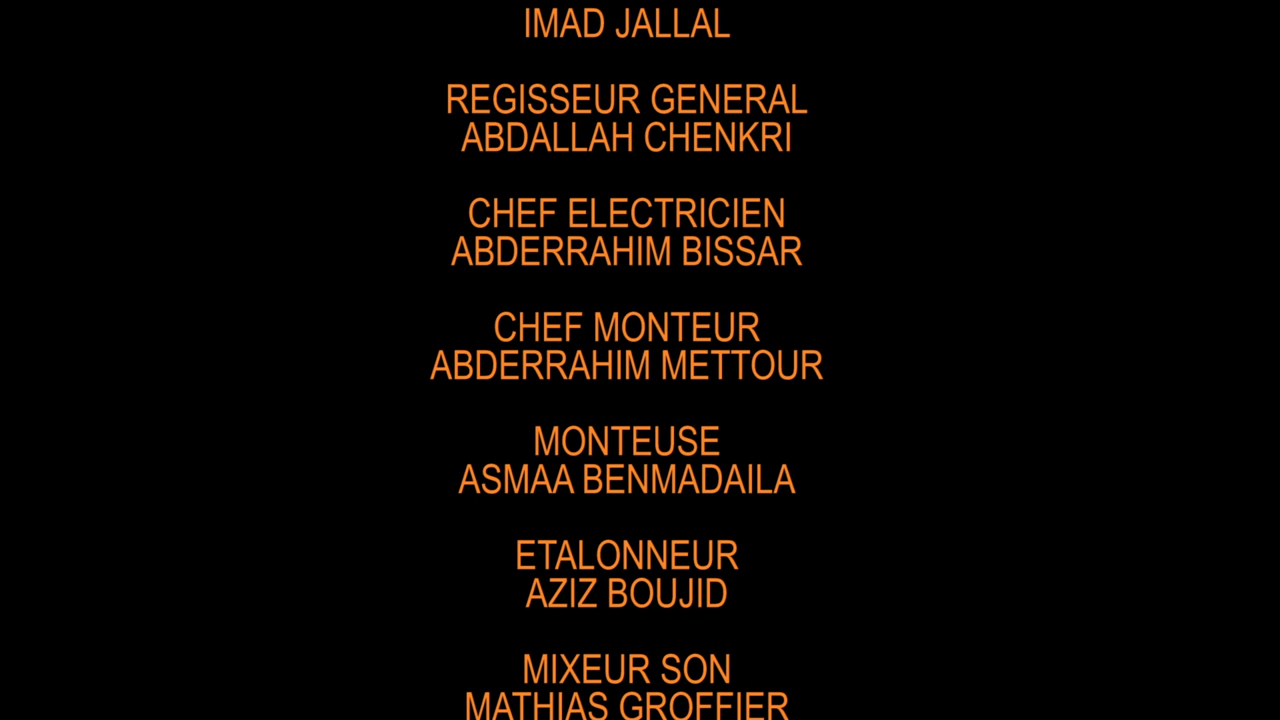 IMAD JALLAL
REGISSEUR GENERAL
ABDALLAH CHENKRI
CHEF ELECTRICIEN
ABDERRAHIM BISSAR
CHEF MONTEUR
ABDERRAHIM METTOUR
MONTEUSE
ASMAA BENMADAILA
ETALONNEUR
AZIZ BOUJID
MIXEUR SON
MATHIAS GROFFIER